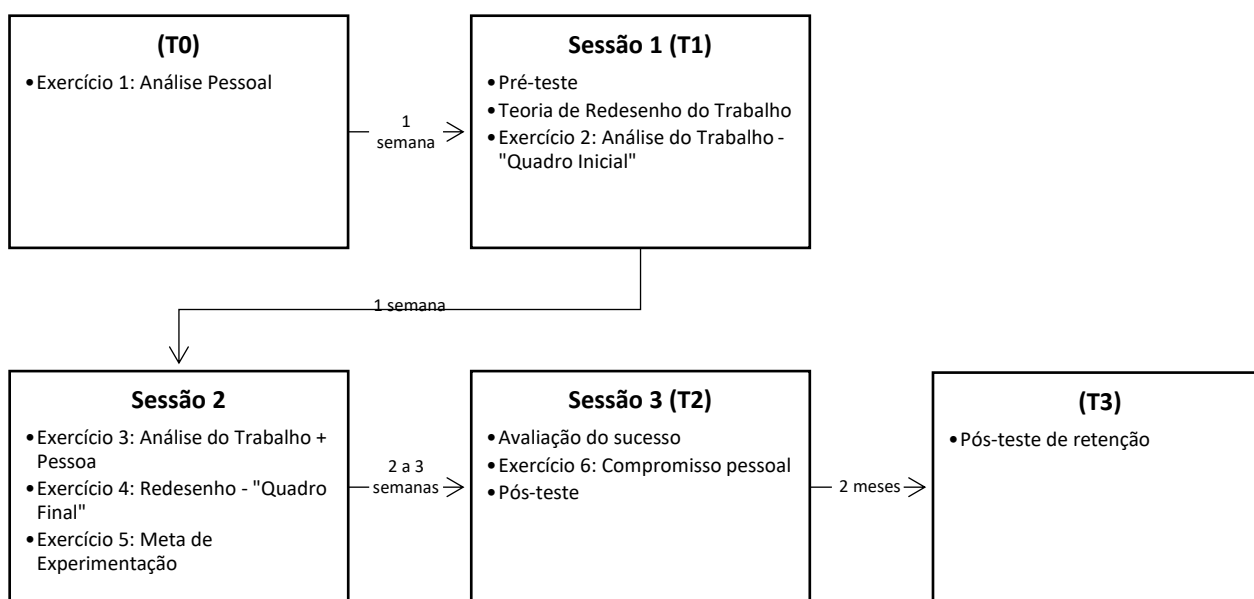 (T0)
•Exercício 1: Análise Pessoal
1
semana
Sessão 1 (T1)
•Pré-teste
•Teoria de Redesenho do Trabalho
•Exercício 2: Análise do Trabalho -
"Quadro Inicial"
1 semana
Sessão 2
•Exercício 3: Análise do Trabalho +
Pessoa
•Exercício 4: Redesenho - "Quadro
Final"
•Exercício 5: Meta de
Experimentação
2 a 3
semanas
Sessão 3 (T2)
•Avaliação do sucesso
•Exercício 6: Compromisso pessoal
•Pós-teste
2 meses
(T3)
•Pós-teste de retenção